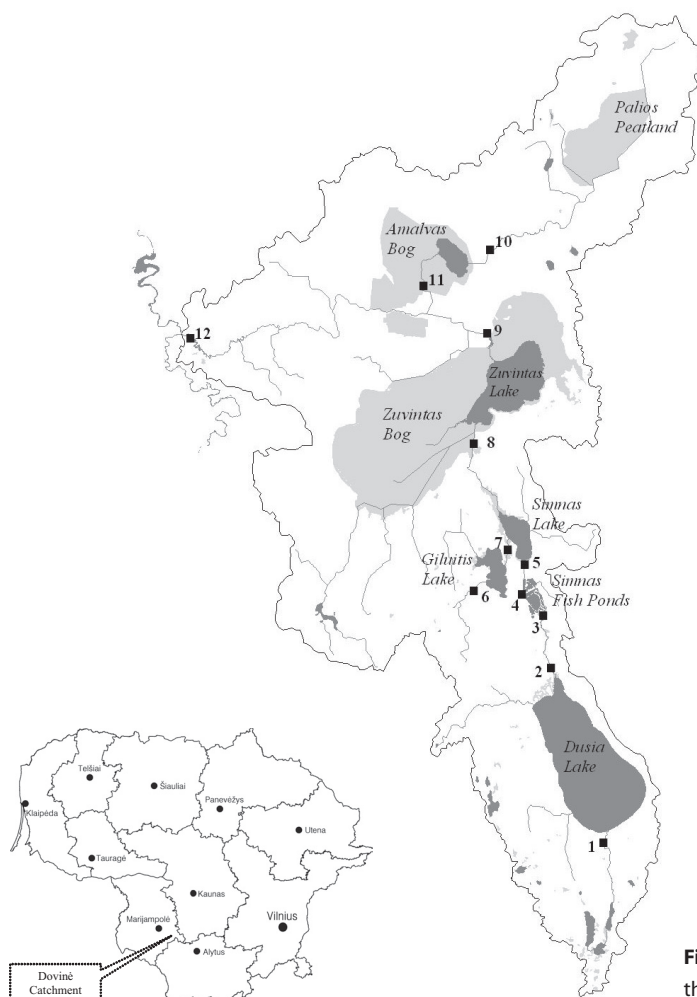 Palios
Peatland
Amalvas
Bog
10
11
12
9
Zuvintas
Lake
Zuvintas
Bog
8
Simnas
Lake
7
Giluitis
Lake
5
Simnas
Fish Ponds
6
4
3
2
Dusia
Lake
1
Telšiai
Šiauliai
Panevėžys
Klaipėda
Utena
Tauragė
Kaunas
Marijampolė
Vilnius
Alytus
Dovinė
Catchment
Fi
th